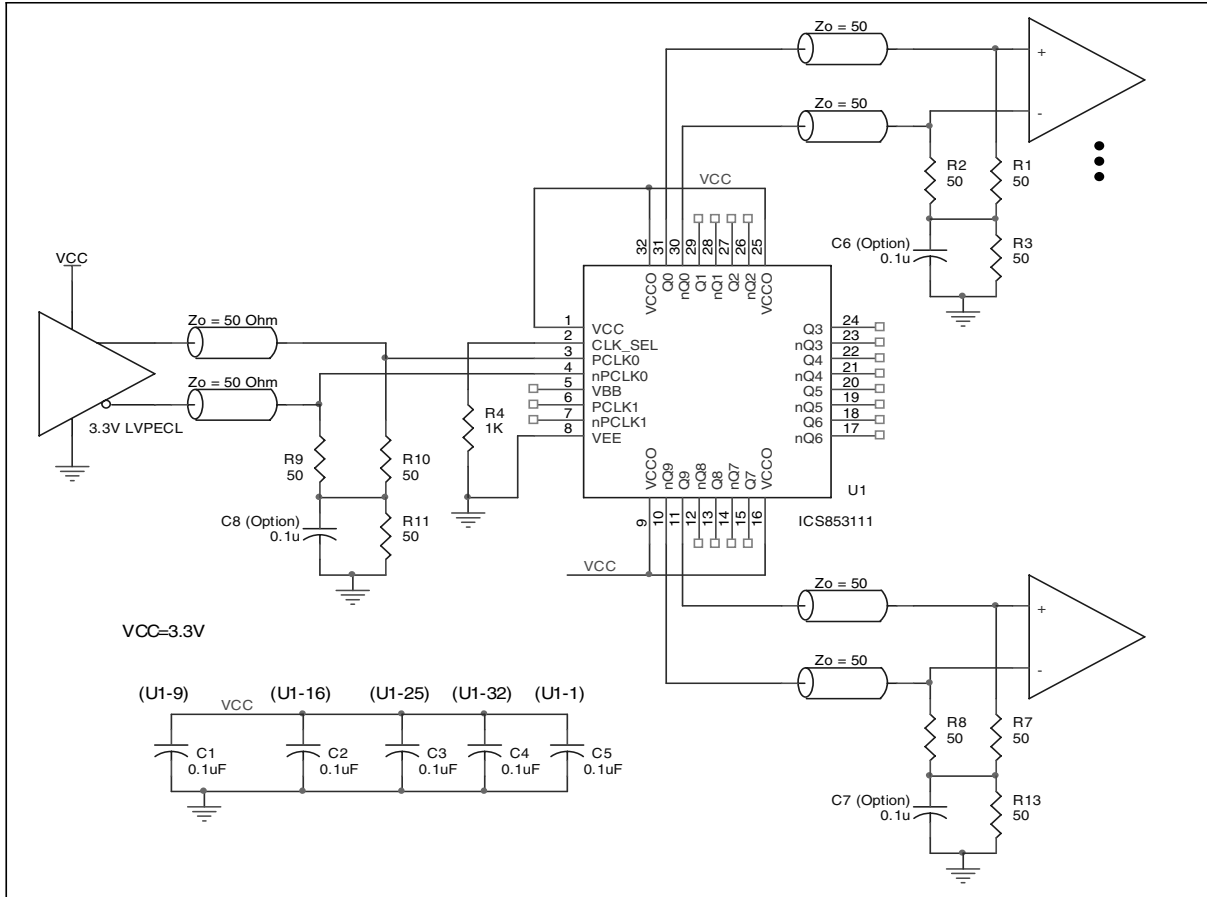 Zo = 50
+
Zo = 50
-
R2
50
R1
50
C6 (Option)
0.1u
R3
50
VCC
32
31
30
29
28
27
26
25
VCCO
Q0
nQ0
Q1
nQ1
Q2
nQ2
VCCO
VCC
Zo = 50 Ohm
Zo = 50 Ohm
3.3V LVPECL
R9
50
R10
50
C8 (Option)
0.1u
R11
50
R4
1K
1
2
3
4
5
6
7
8
VCC
CLK_SEL
PCLK0
nPCLK0
VBB
PCLK1
nPCLK1
VEE
Q3
nQ3
Q4
nQ4
Q5
nQ5
Q6
nQ6
24
23
22
21
20
19
18
17
VCCO
nQ9
Q9
nQ8
Q8
nQ7
Q7
VCCO
9
10
11
12
13
14
15
16
U1
ICS853111
VCC
Zo = 50
+
Zo = 50
-
R8
50
R7
50
C7 (Option)
0.1u
R13
50
VCC=3.3V
(U1-9)
VCC
(U1-16)
(U1-25)
(U1-32)
(U1-1)
C1
0.1uF
C2
0.1uF
C3
0.1uF
C4
0.1uF
C5
0.1uF